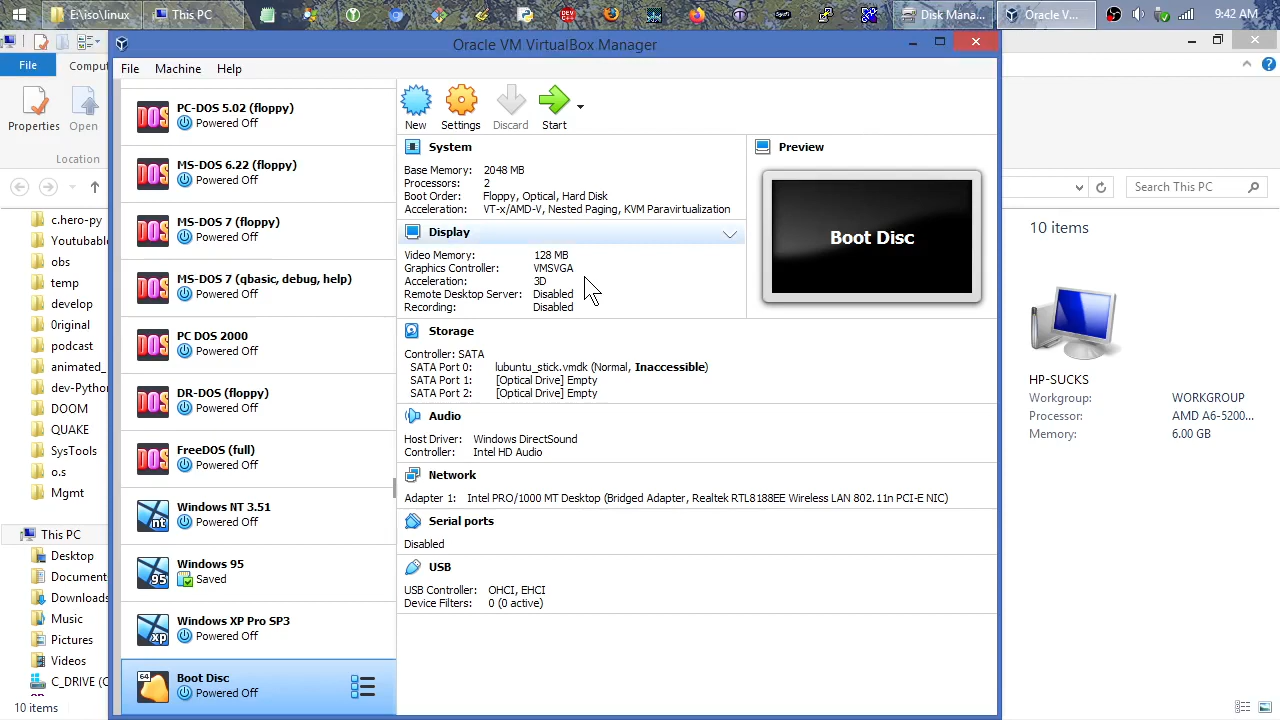 E:\iso\linux
This PC
Disk Mana...
Oracle V...
9:42 AM
Oracle VM VirtualBox Manager
File
Comput
Properties
Open
Location
File
Machine
Help
New
Settings
Discard
Start
PC-DOS 5.02 (floppy)
Powered Off
MS-DOS 6.22 (floppy)
Powered Off
MS-DOS 7 (floppy)
Powered Off
MS-DOS 7 (qbasic, debug, help)
Powered Off
PC DOS 2000
Powered Off
DR-DOS (floppy)
Powered Off
FreeDOS (full)
Powered Off
Windows NT 3.51
Powered Off
Windows 95
Saved
Windows XP Pro SP3
Powered Off
64
Boot Disc
Powered Off
System
Base Memory: 2048 MB
Processors: 2
Boot Order: Floppy, Optical, Hard Disk
Acceleration: VT-x/AMD-V, Nested Paging, KVM Paravirtualization
Display
Video Memory: 128 MB
Graphics Controller: VMSVGA
Acceleration: 3D
Remote Desktop Server: Disabled
Recording: Disabled
Preview
Boot Disc
Storage
Controller: SATA
SATA Port 0: lubuntu_stick.vmdk (Normal, Inaccessible)
SATA Port 1: [Optical Drive] Empty
SATA Port 2: [Optical Drive] Empty
Audio
Host Driver: Windows DirectSound
Controller: Intel HD Audio
Network
Adapter 1: Intel PRO/1000 MT Desktop (Bridged Adapter, Realtek RTL8188EE Wireless LAN 802.11n PCI-E NIC)
Serial ports
Disabled
USB
USB Controller: OHCI, EHCI
Device Filters: 0 (0 active)
c.hero-py
Youtubable
obs
temp
develop
0riginal
podcast
animated_
dev-Python
DOOM
QUAKE
SysTools
o.s
Mgmt
This PC
Desktop
Document
Downloads
Music
Pictures
Videos
C_DRIVE (C
10 items
Search This PC
10 items
HP-SUCKS
Workgroup: WORKGROUP
Processor: AMD A6-5200...
Memory: 6.00 GB